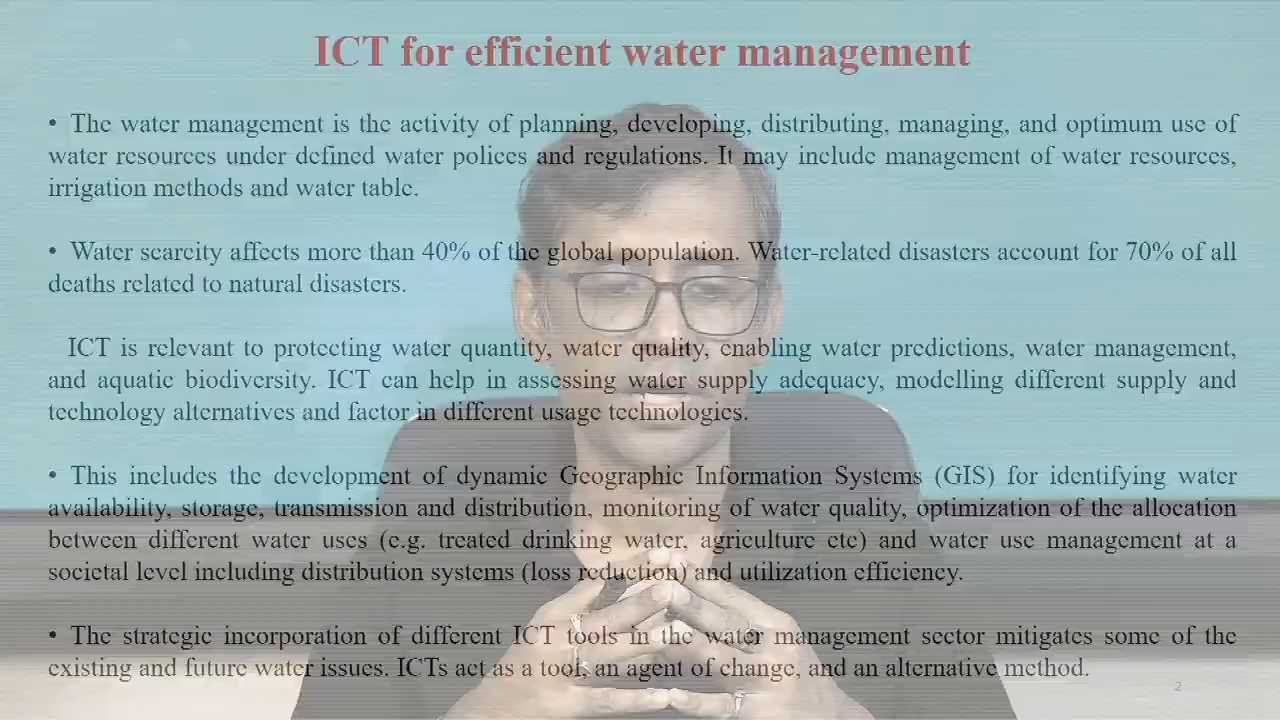 ICT for efficient water management
• The water management is the activity of planning, developing, distributing, managing, and optimum use of
water resources under defined water polices and regulations. It may include management of water resources,
irrigation methods and water table.
• Water scarcity affects more than 40% of the global population. Water-related disasters account for 70% of all
deaths related to natural disasters.
ICT is relevant to protecting water quantity, water quality, enabling water predictions, water management,
and aquatic biodiversity. ICT can help in assessing water supply adequacy, modelling different supply and
technology alternatives and factor in different usage technologies.
• This includes the development of dynamic Geographic Information Systems (GIS) for identifying water
availability, storage, transmission and distribution, monitoring of water quality, optimization of the allocation
between different water uses (e.g. treated drinking water, agriculture etc) and water use management at a
societal level including distribution systems (loss reduction) and utilization efficiency.
• The strategic incorporation of different ICT tools in the water management sector mitigates some of the
existing and future water issues. ICTs act as a tool, an agent of change, and an alternative method.
2